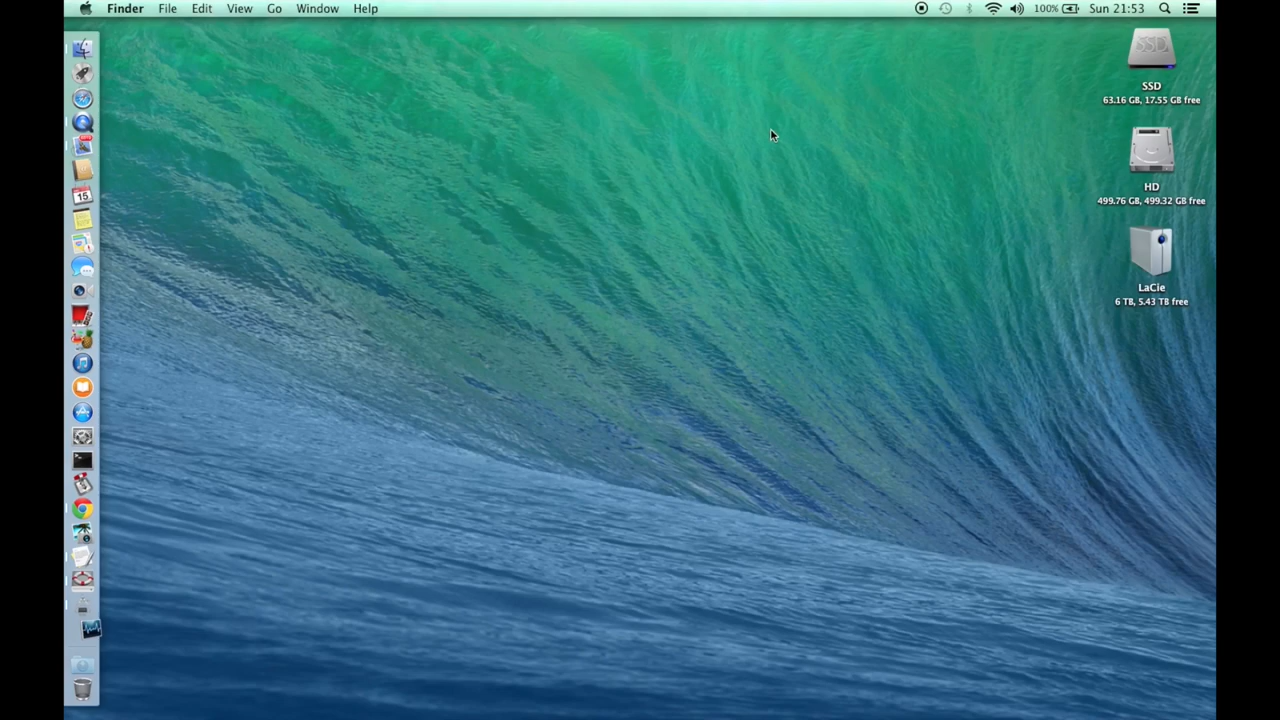 Finder File Edit View Go Window Help 100% Sun 21:53
SSD
SSD
63.16 GB, 17.55 GB free
HD
499.76 GB, 499.32 GB free
LaCie
6 TB, 5.43 TB free
15